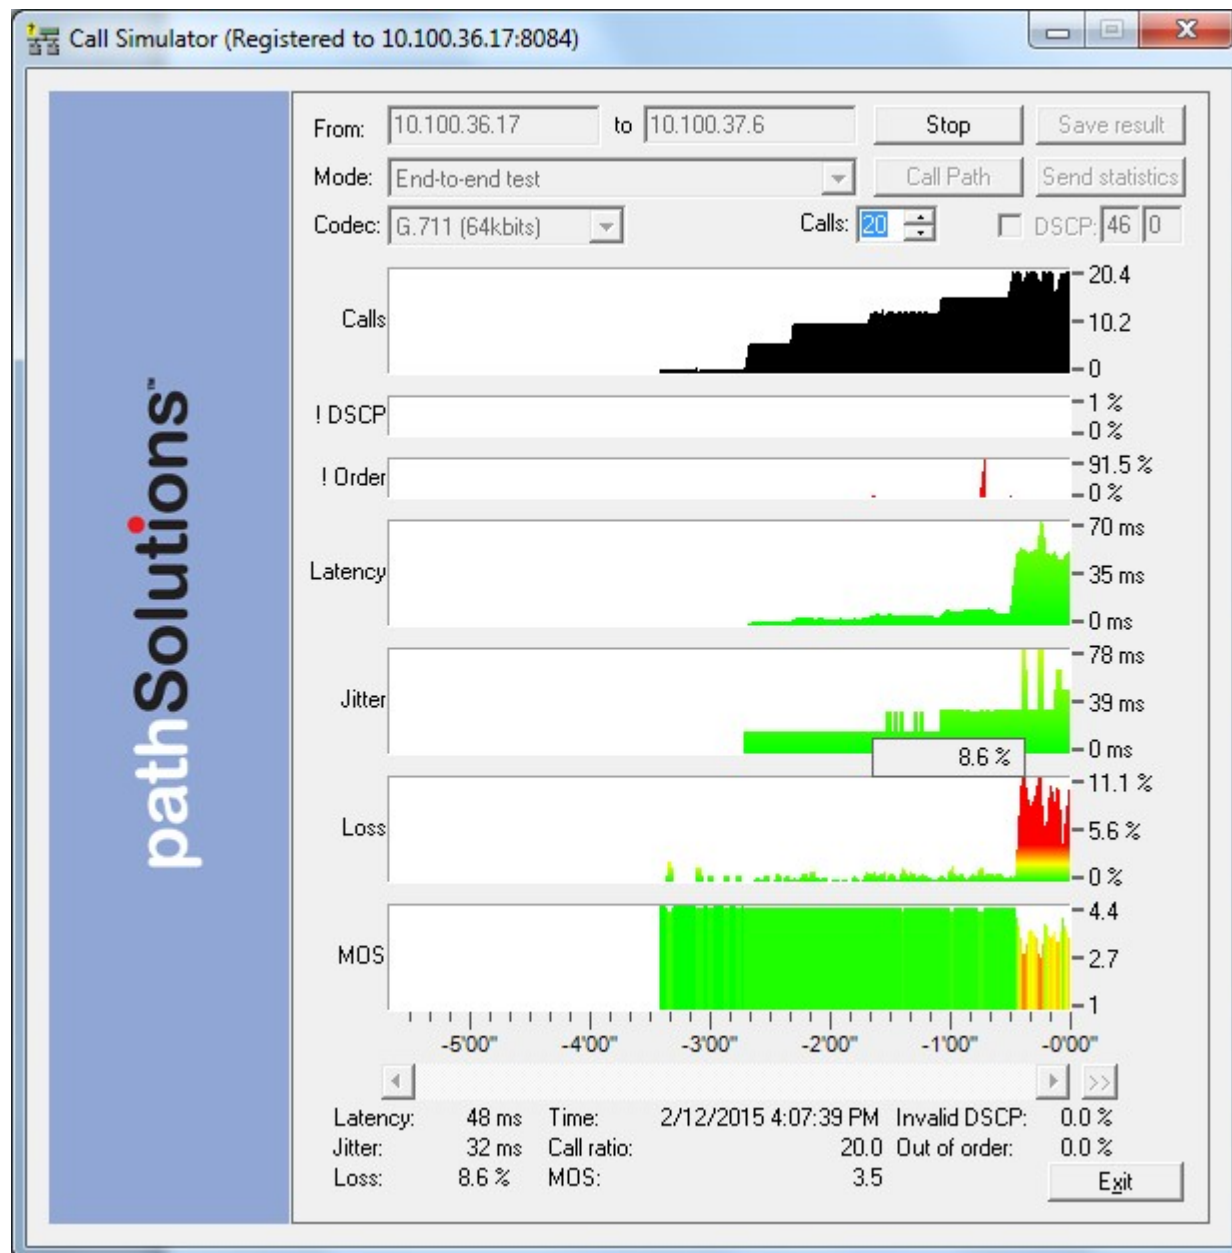 Call Simulator (Registered to 10.100.36.17:8084)
pathSolutions™
From: 10.100.36.17 to 10.100.37.6 Stop Save result
Mode: End-to-end test Call Path Send statistics
Codec: G.711 (64kbits) Calls: 20 DSCP: 46 0
Calls 20.4
10.2
0
! DSCP 1 %
0 %
! Order 91.5 %
0 %
Latency 70 ms
35 ms
0 ms
Jitter 78 ms
39 ms
0 ms
8.6 %
Loss 11.1 %
5.6 %
0 %
MOS 4.4
2.7
1
-5'00" -4'00" -3'00" -2'00" -1'00" -0'00"
>>
Latency: 48 ms Time: 2/12/2015 4:07:39 PM Invalid DSCP: 0.0 %
Jitter: 32 ms Call ratio: 20.0 Out of order: 0.0 %
Loss: 8.6 % MOS: 3.5
Exit